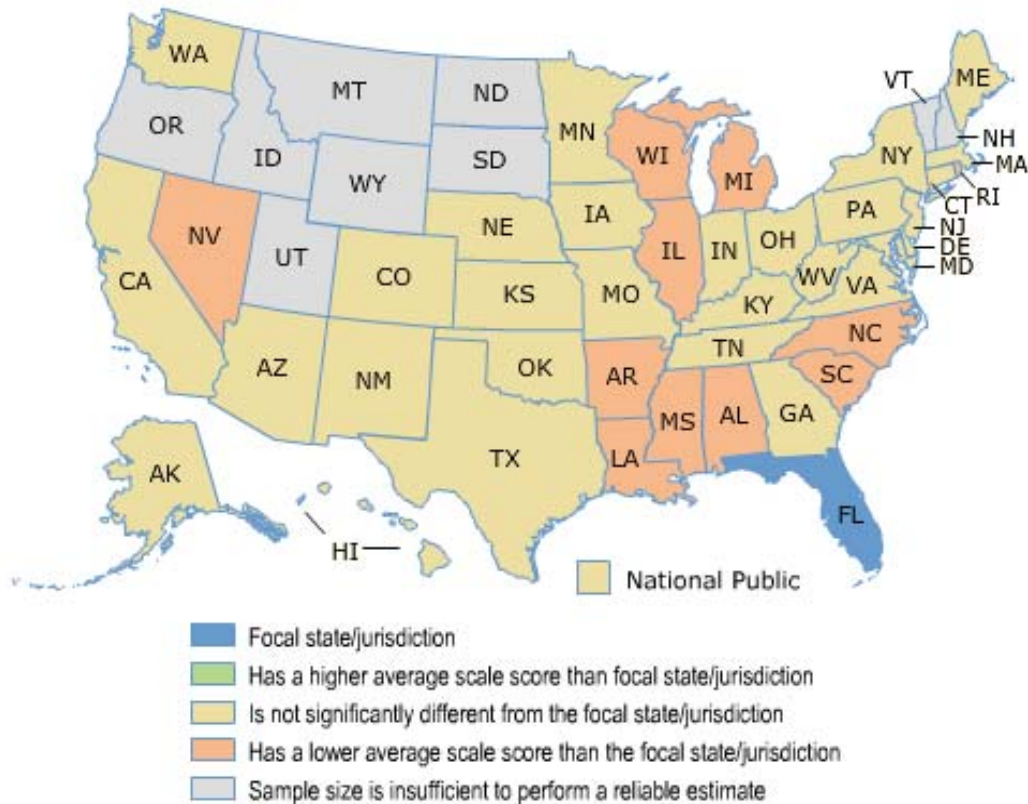 WA
MT
ND
MN
VT
ME
OR
ID
WY
SD
WI
MI
NY
NH
MA
RI
CT
NJ
DE
MD
NV
UT
CA
CO
NE
IA
IL
IN
OH
PA
WV
VA
KS
MO
KY
NC
TN
SC
AZ
NM
OK
AR
MS
AL
GA
TX
LA
FL
AK
HI
National Public
Focal state/jurisdiction
Has a higher average scale score than focal state/jurisdiction
Is not significantly different from the focal state/jurisdiction
Has a lower average scale score than the focal state/jurisdiction
Sample size is insufficient to perform a reliable estimate